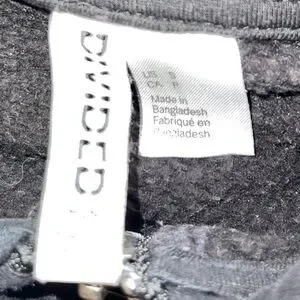 DIVIDED
US S
CA P
Made in
Bangladesh
Fabriqué en
Bangladesh